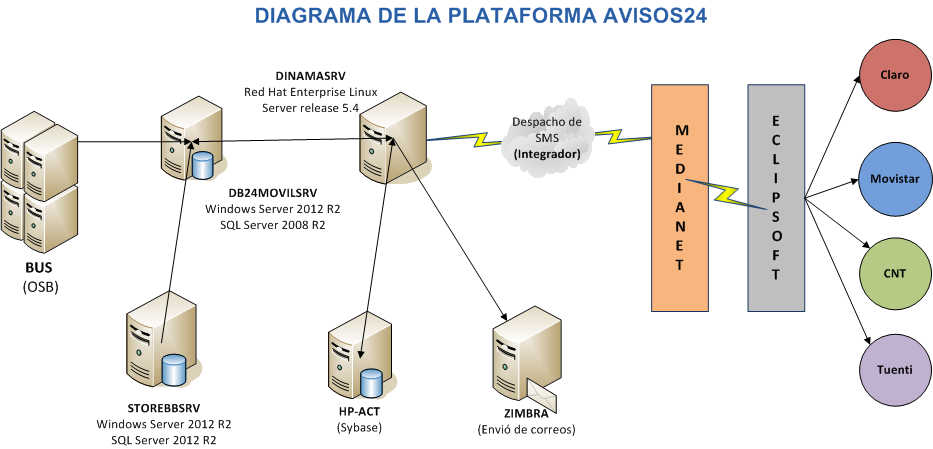 DIAGRAMA DE LA PLATAFORMA AVISOS24
DINAMASRV
Red Hat Enterprise Linux
Server release 5.4
BUS
(OSB)
DB24MOVILSRV
Windows Server 2012 R2
SQL Server 2008 R2
Despacho de
SMS
(Integrador)
MEDIANET
ECLIPSOFT
Claro
Movistar
CNT
Tuenti
STOREBBSRV
Windows Server 2012 R2
SQL Server 2012 R2
HP-ACT
(Sybase)
ZIMBRA
(Envió de correos)